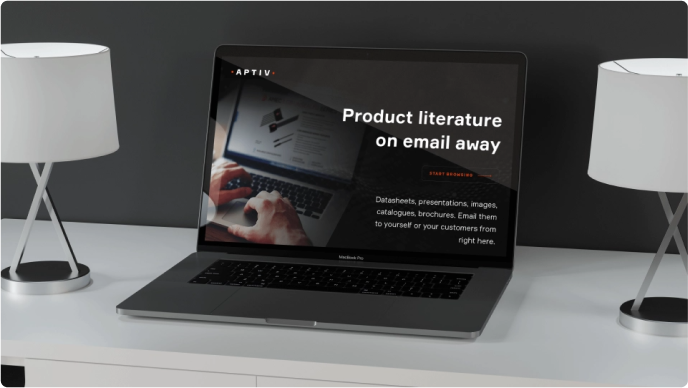 · APTIV ·
Product literature
on email away
START BROWSING
Datasheets, presentations, images,
catalogues, brochures. Email them
to yourself or your customers from
right here.
MacBook Pro